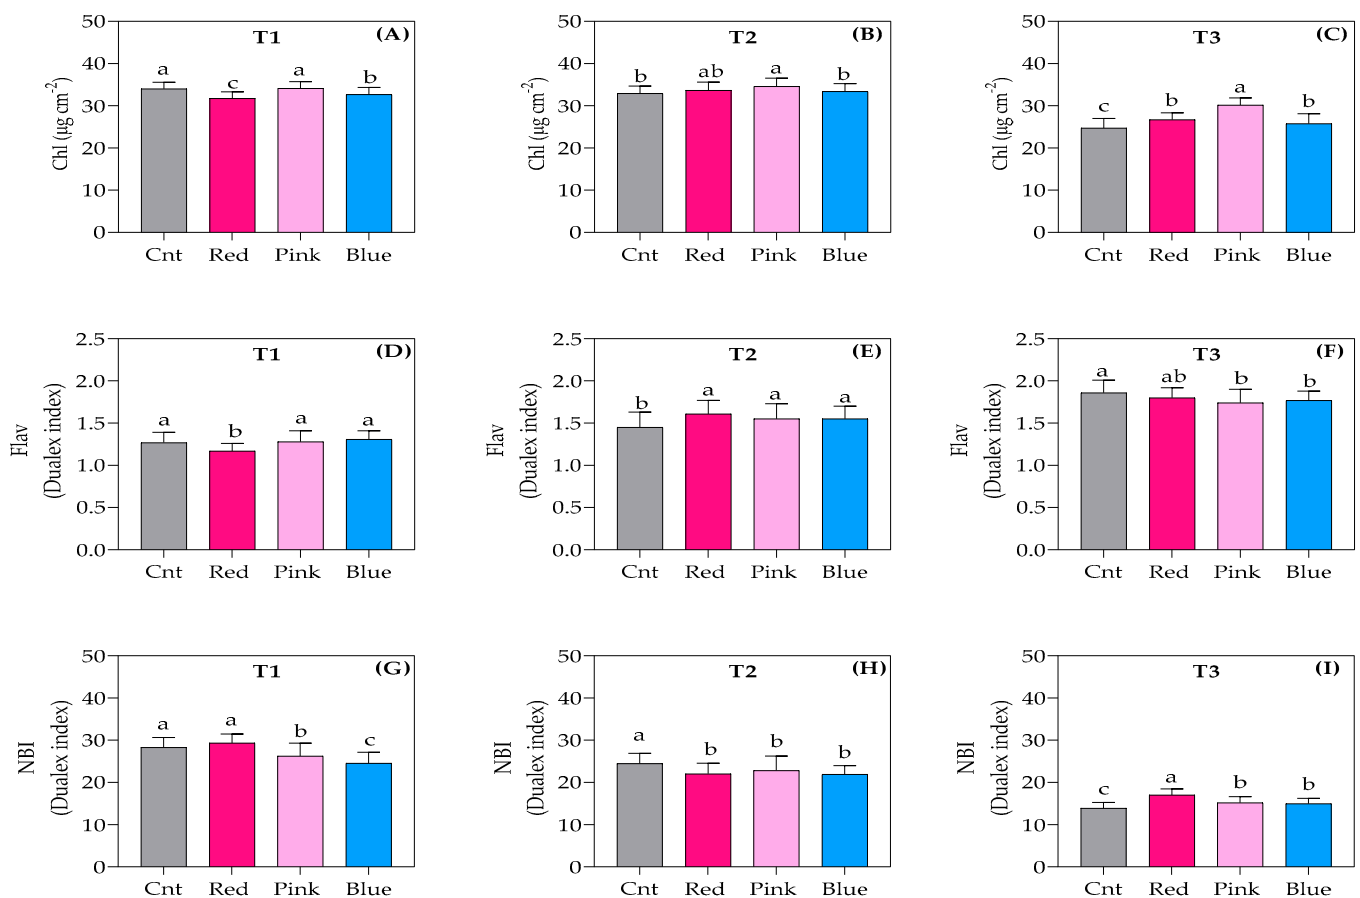 T1 (A)
Chl (μg cm⁻²)
50
40
30
20
10
0
a c a b
Cnt Red Pink Blue
T2 (B)
Chl (μg cm⁻²)
50
40
30
20
10
0
b ab a b
Cnt Red Pink Blue
T3 (C)
Chl (μg cm⁻²)
50
40
30
20
10
0
c b a b
Cnt Red Pink Blue
T1 (D)
Flav
(Dualex index)
2.5
2.0
1.5
1.0
0.5
0.0
a b a a
Cnt Red Pink Blue
T2 (E)
Flav
(Dualex index)
2.5
2.0
1.5
1.0
0.5
0.0
b a a a
Cnt Red Pink Blue
T3 (F)
Flav
(Dualex index)
2.5
2.0
1.5
1.0
0.5
0.0
a ab b b
Cnt Red Pink Blue
T1 (G)
NBI
(Dualex index)
50
40
30
20
10
0
a a b c
Cnt Red Pink Blue
T2 (H)
NBI
(Dualex index)
50
40
30
20
10
0
a b b b
Cnt Red Pink Blue
T3 (I)
NBI
(Dualex index)
50
40
30
20
10
0
c a b b
Cnt Red Pink Blue